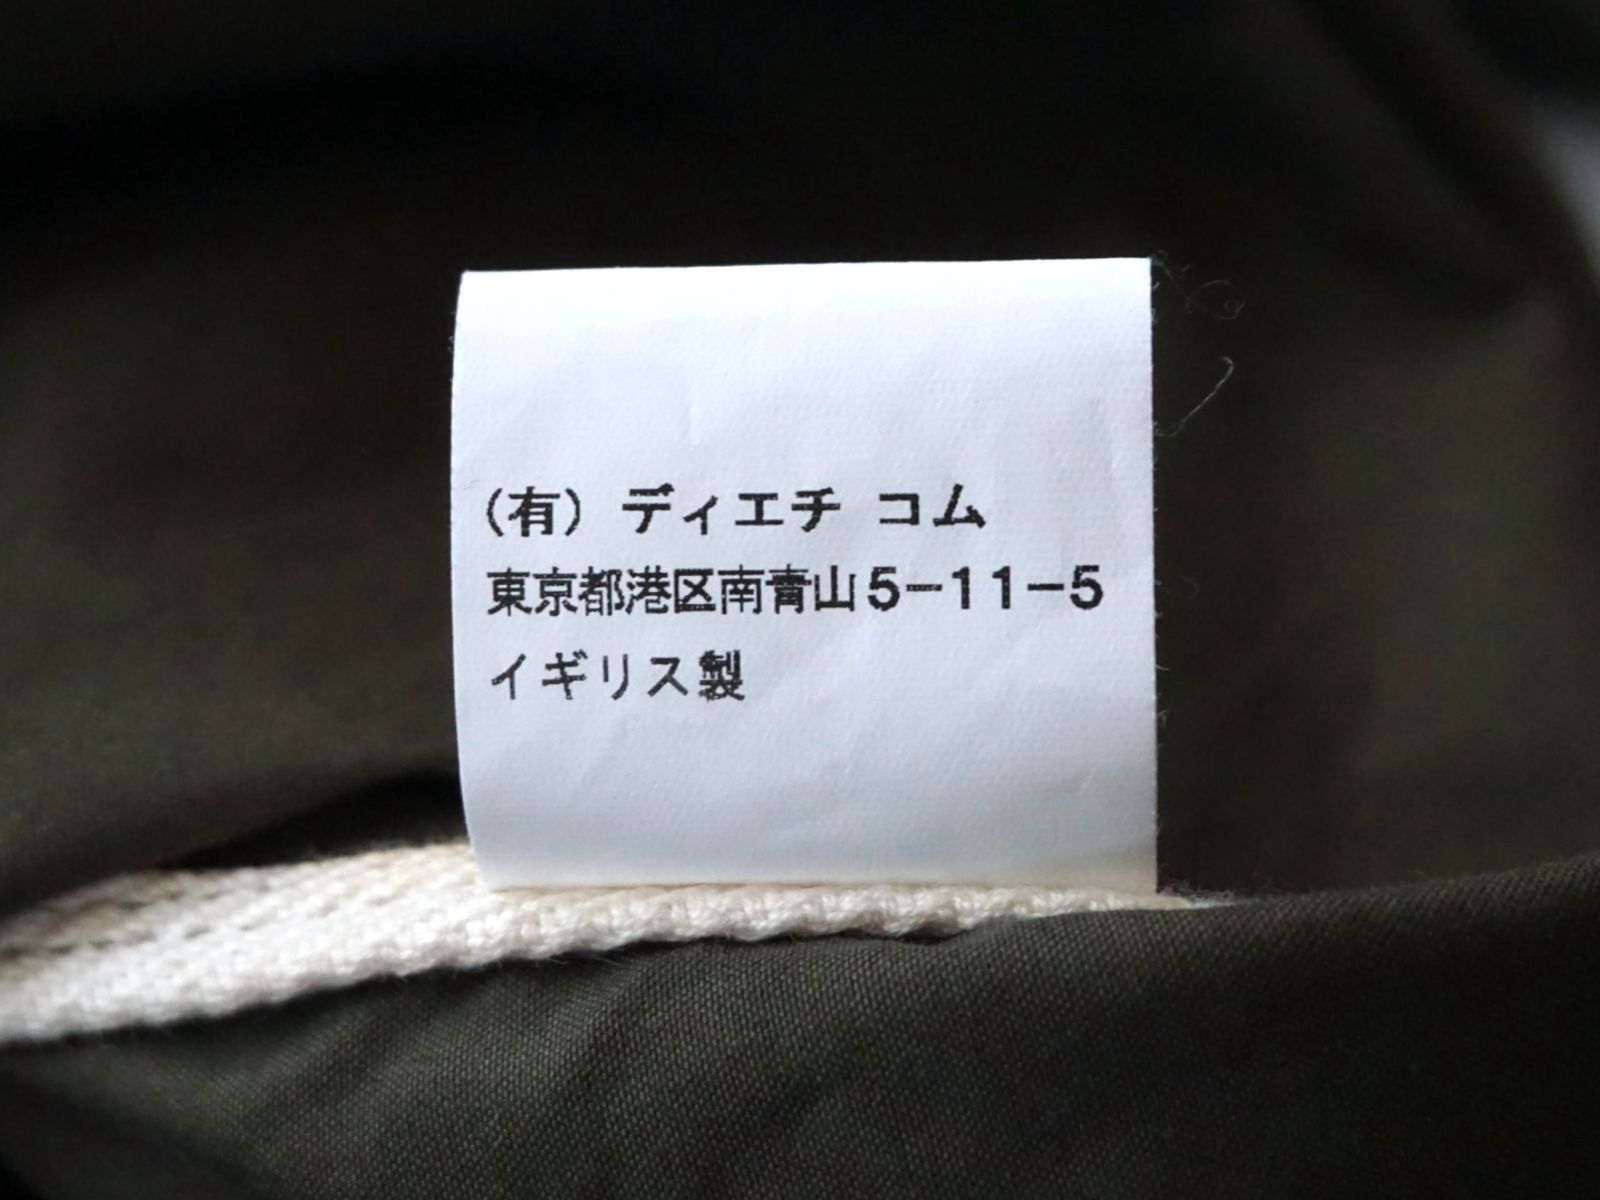 (有) ディエチ コム
東京都港区南青山5-11-5
イギリス製